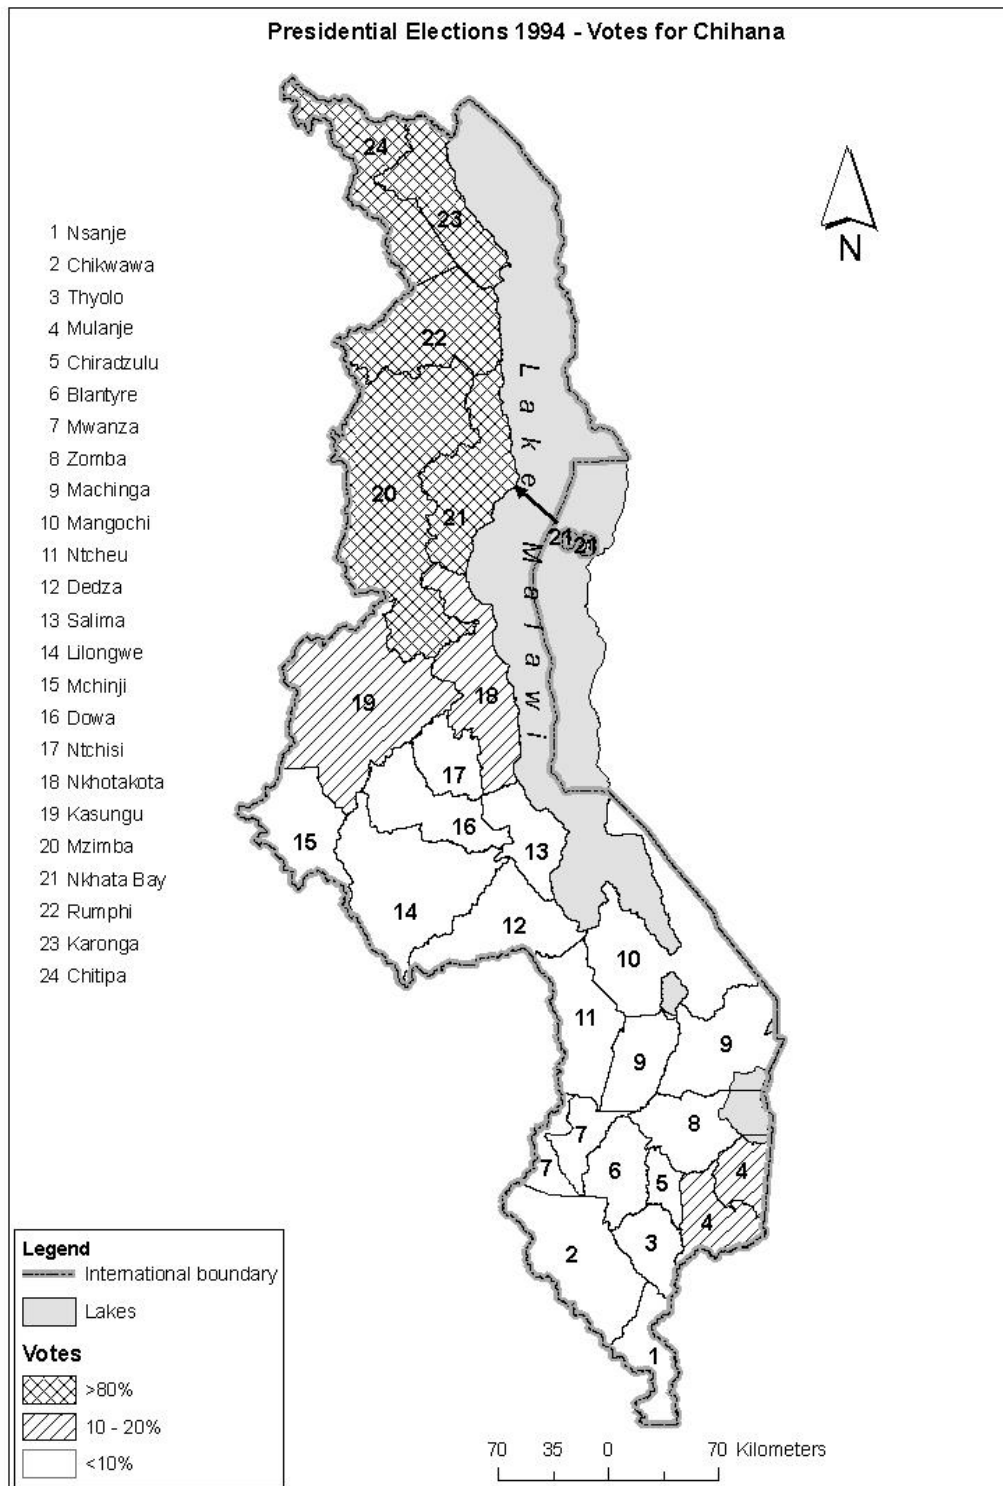 Presidential Elections 1994 - Votes for Chihana
N
1 Nsanje
2 Chikwawa
3 Thyolo
4 Mulanje
5 Chiradzulu
6 Blantyre
7 Mwanza
8 Zomba
9 Machinga
10 Mangochi
11 Ntcheu
12 Dedza
13 Salima
14 Lilongwe
15 Mchinji
16 Dowa
17 Ntchisi
18 Nkhotakota
19 Kasungu
20 Mzimba
21 Nkhata Bay
22 Rumphi
23 Karonga
24 Chitipa
24
23
22
Lake Malawi
20
21
21
21
19
18
17
16
15
13
14
12
10
11
9
9
8
7
7
6
5
4
4
3
2
1
Legend
International boundary
Lakes
Votes
>80%
10 - 20%
<10%
70 35 0 70 Kilometers